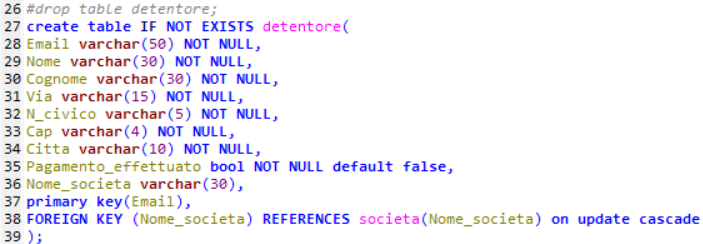 26 #drop table detentore;
27 create table IF NOT EXISTS detentore(
28 Email varchar(50) NOT NULL,
29 Nome varchar(30) NOT NULL,
30 Cognome varchar(30) NOT NULL,
31 Via varchar(15) NOT NULL,
32 N_civico varchar(5) NOT NULL,
33 Cap varchar(4) NOT NULL,
34 Citta varchar(10) NOT NULL,
35 Pagamento_effettuato bool NOT NULL default false,
36 Nome_societa varchar(30),
37 primary key(Email),
38 FOREIGN KEY (Nome_societa) REFERENCES societa(Nome_societa) on update cascade
39 );